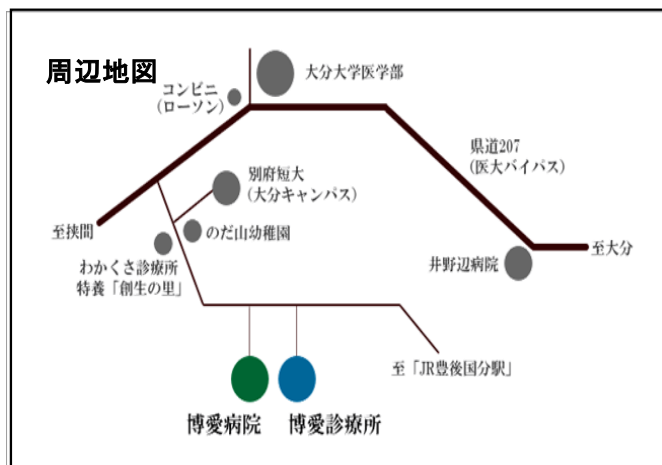 周辺地図
大分大学医学部
コンビニ
(ローソン)
県道207
(医大バイパス)
別府短大
(大分キャンパス)
至挟間
のだ山幼稚園
至大分
わかくさ診療所
特養「創生の里」
井野辺病院
至「JR豊後国分駅」
博愛病院
博愛診療所